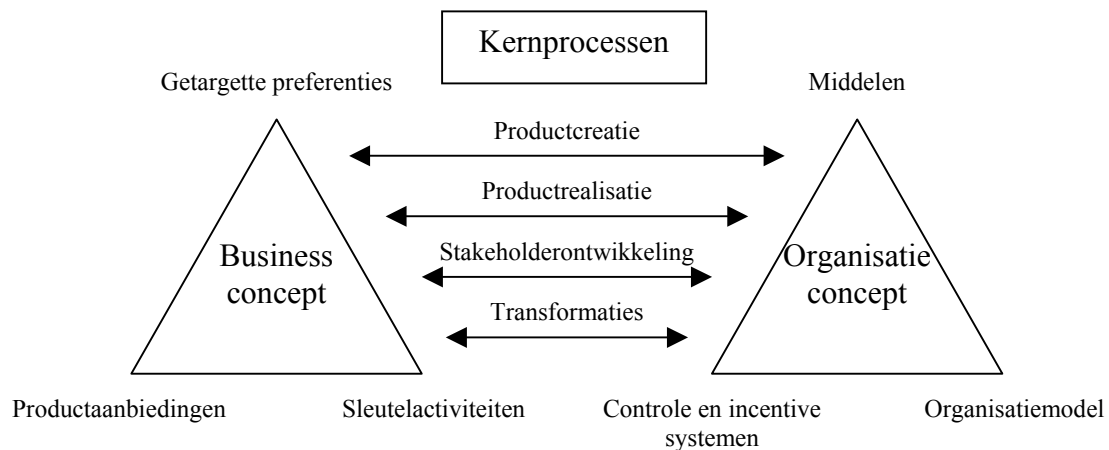 Kernprocessen
Getargette preferenties
Middelen
Productcreatie
Productrealisatie
Stakeholderontwikkeling
Transformaties
Business
concept
Organisatie
concept
Productaanbiedingen
Sleutelactiviteiten
Controle en incentive
systemen
Organisatiemodel